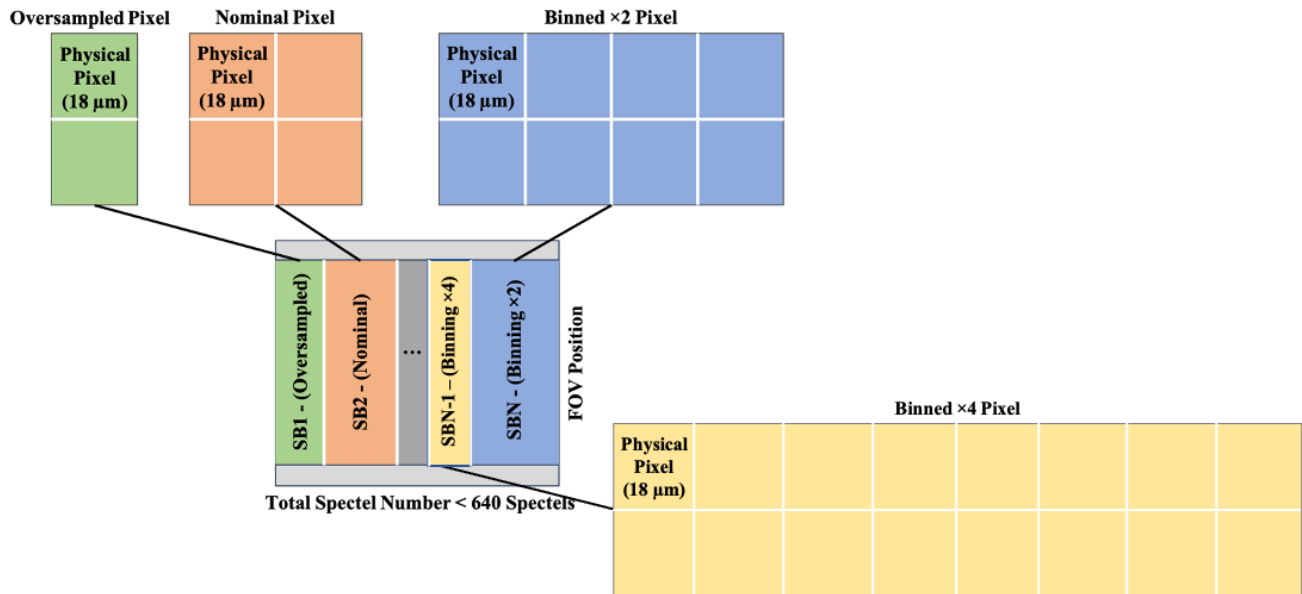 Oversampled Pixel
Nominal Pixel
Binned ×2 Pixel
Physical
Pixel
(18 µm)
Physical
Pixel
(18 µm)
Physical
Pixel
(18 µm)
SB1 - (Oversampled)
SB2 - (Nominal)
...
SBN-1 – (Binning ×4)
SBN - (Binning ×2)
FOV Position
Total Spectel Number < 640 Spectels
Binned ×4 Pixel
Physical
Pixel
(18 µm)